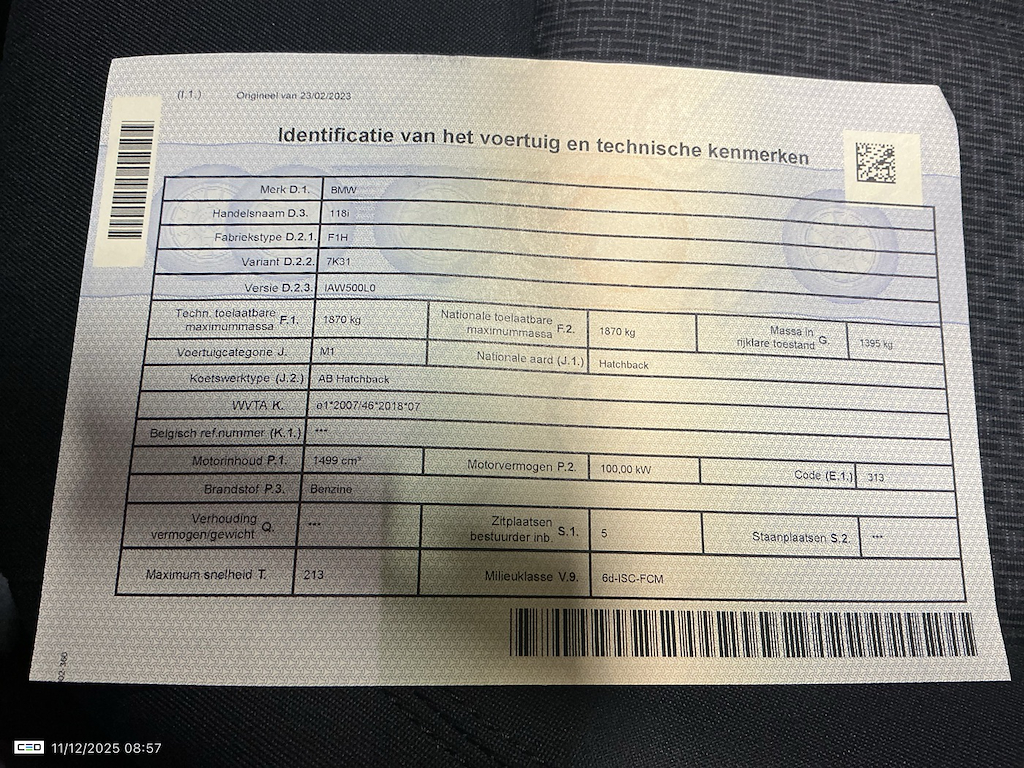 (I.1.) Origineel van 23/02/2023
Identificatie van het voertuig en technische kenmerken
Merk D.1. BMW
Handelsnaam D.3. 118i
Fabriekstype D.2.1. F1H
Variant D.2.2. 7K31
Versie D.2.3. IAW500L0
Techn. toelaatbare maximummassa F.1. 1870 kg Nationale toelaatbare maximummassa F.2. 1870 kg Massa in rijklare toestand G. 1395 kg
Voertuigcategorie J. M1 Nationale aard (J.1.) Hatchback
Koetswerktype (J.2.) AB Hatchback
WVTA K. e1*2007/46*2018*07
Belgisch ref.nummer (K.1.) ***
Motorinhoud P.1. 1499 cm³ Motorvermogen P.2. 100,00 kW Code (E.1.) 313
Brandstof P.3. Benzine
Verhouding vermogen/gewicht Q. *** Zitplaatsen bestuurder inb. S.1. 5 Staanplaatsen S.2. ***
Maximum snelheid T. 213 Milieuklasse V.9. 6d-ISC-FCM
CEO 11/12/2025 08:57